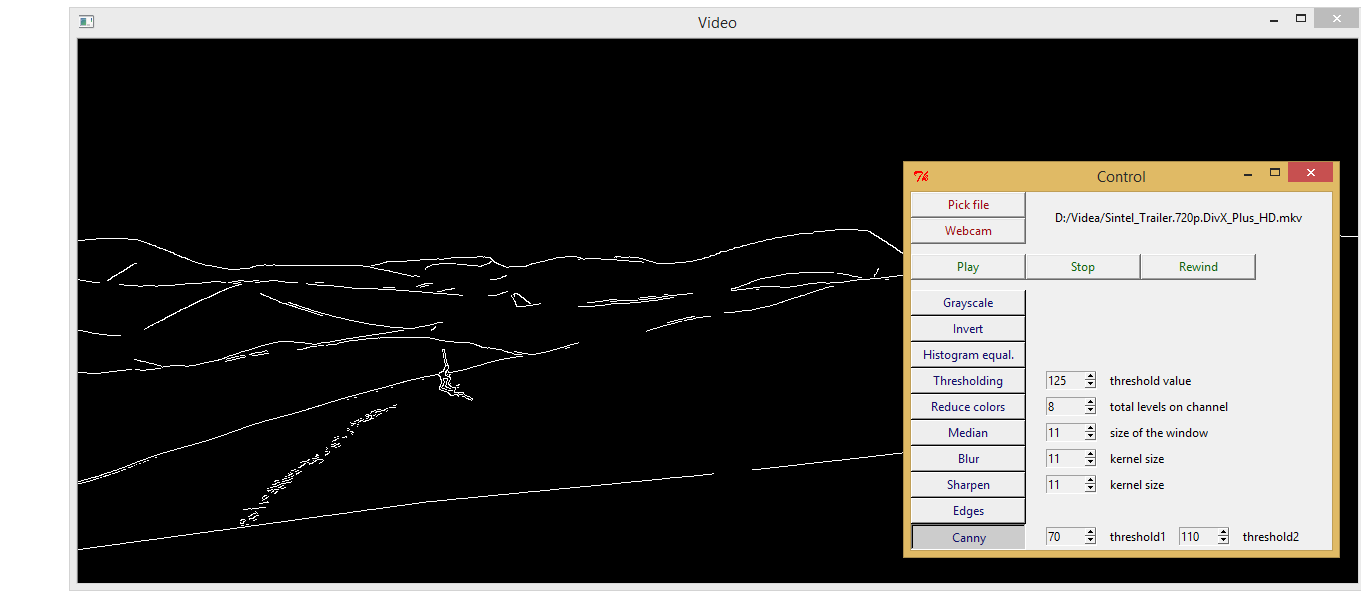 Video
Control
Pick file
D:/Videa/Sintel_Trailer.720p.DivX_Plus_HD.mkv
Webcam
Play Stop Rewind
Grayscale
Invert
Histogram equal.
Thresholding 125 threshold value
Reduce colors 8 total levels on channel
Median 11 size of the window
Blur 11 kernel size
Sharpen 11 kernel size
Edges
Canny 70 threshold1 110 threshold2